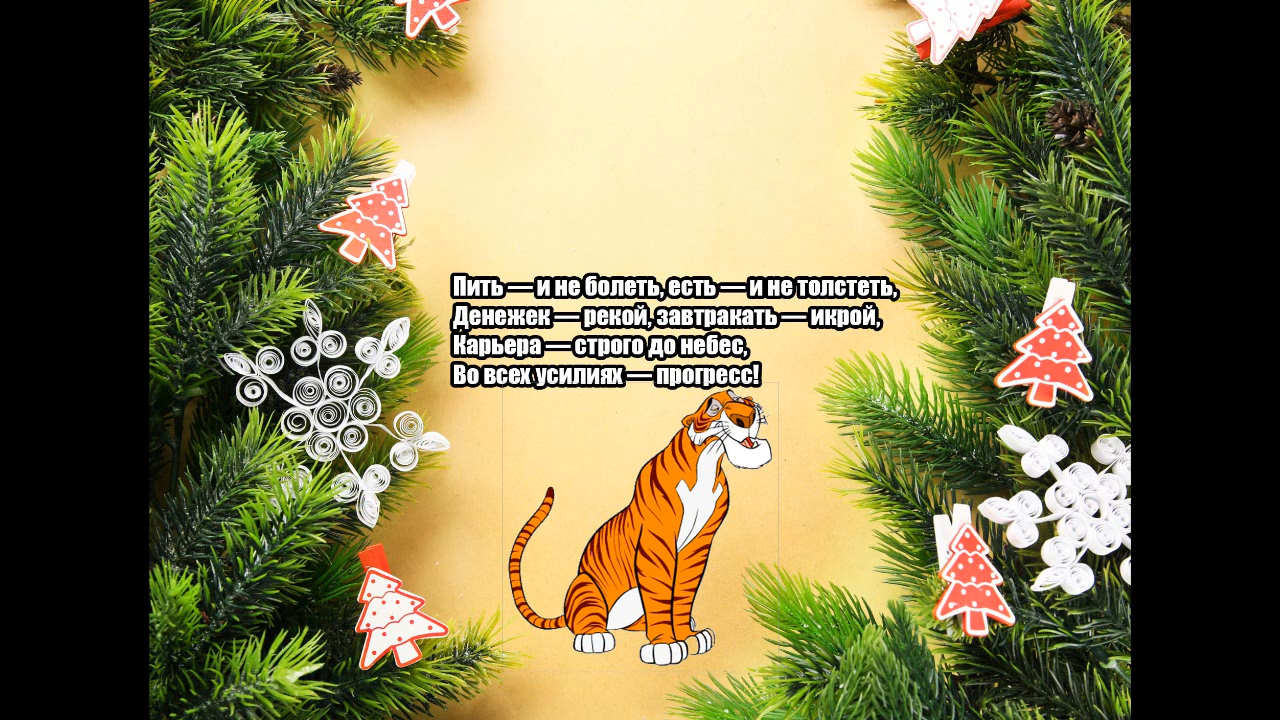 Пить — и не болеть, есть — и не толстеть,
Денежек — рекой, завтракать — икрой,
Карьера — строго до небес,
Во всех усилиях — прогресс!